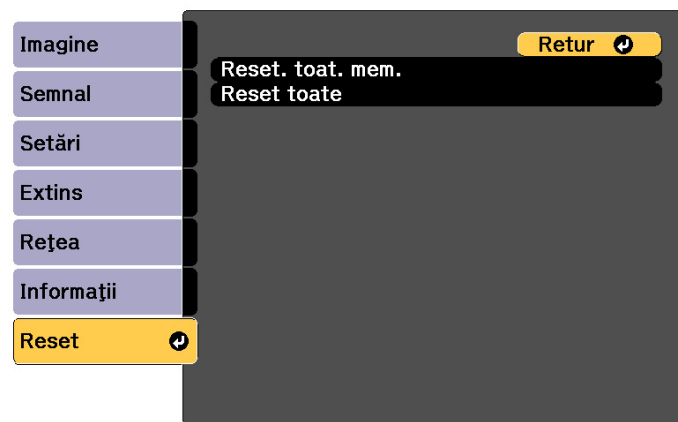 Imagine
Semnal
Setări
Extins
Reţea
Informaţii
Reset
Retur
Reset. toat. mem.
Reset toate